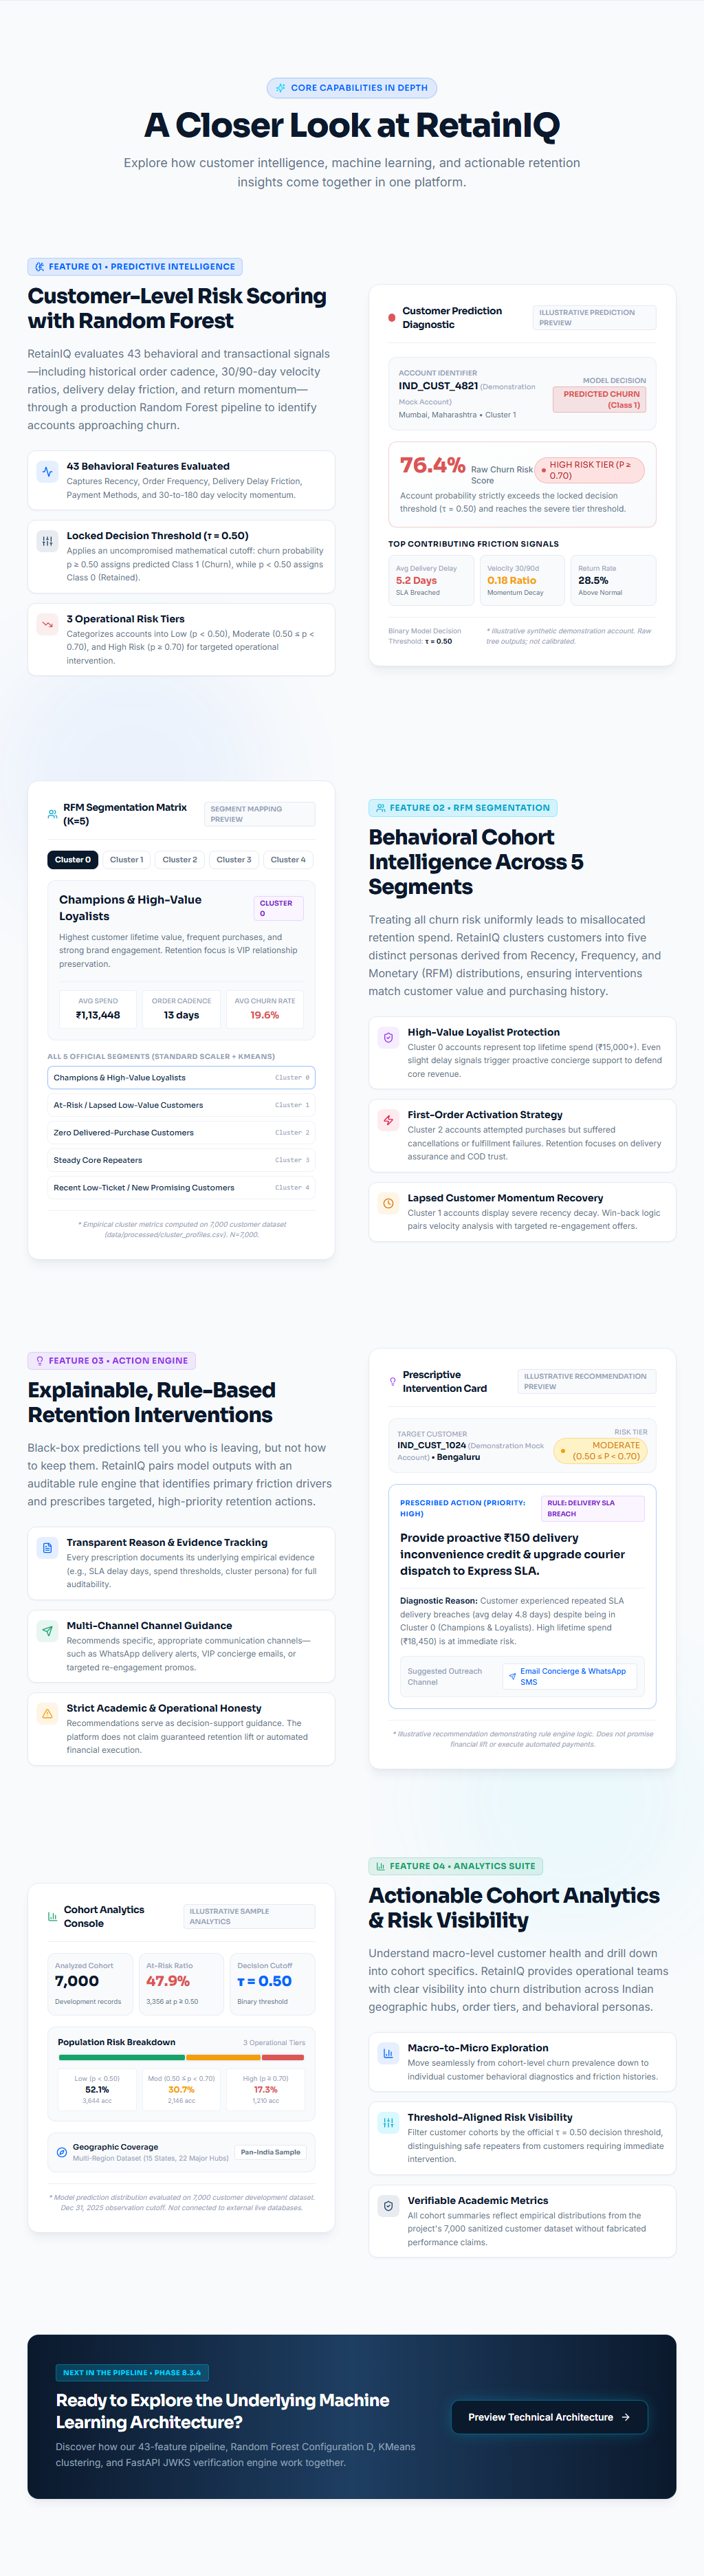 CORE CAPABILITIES IN DEPTH
A Closer Look at RetainIQ
Explore how customer intelligence, machine learning, and actionable retention
insights come together in one platform.
FEATURE 01 • PREDICTIVE INTELLIGENCE
Customer-Level Risk Scoring
with Random Forest
RetainIQ evaluates 43 behavioral and transactional signals
—including historical order cadence, 30/90-day velocity
ratios, delivery delay friction, and return momentum—
through a production Random Forest pipeline to identify
accounts approaching churn.
43 Behavioral Features Evaluated
Captures Recency, Order Frequency, Delivery Delay Friction,
Payment Methods, and 30-to-180 day velocity momentum.
Locked Decision Threshold (τ = 0.50)
Applies an uncompromised mathematical cutoff: churn probability
p ≥ 0.50 assigns predicted Class 1 (Churn), while p < 0.50 assigns
Class 0 (Retained).
3 Operational Risk Tiers
Categorizes accounts into Low (p < 0.50), Moderate (0.50 ≤ p <
0.70), and High Risk (p ≥ 0.70) for targeted operational
intervention.
Customer Prediction
Diagnostic
ILLUSTRATIVE PREDICTION
PREVIEW
ACCOUNT IDENTIFIER
IND_CUST_4821 (Demonstration
Mock Account)
Mumbai, Maharashtra • Cluster 1
MODEL DECISION
PREDICTED CHURN
(Class 1)
76.4% Raw Churn Risk
Score
HIGH RISK TIER (P ≥
0.70)
Account probability strictly exceeds the locked decision
threshold (τ = 0.50) and reaches the severe tier threshold.
TOP CONTRIBUTING FRICTION SIGNALS
Avg Delivery Delay
5.2 Days
SLA Breached
Velocity 30/90d
0.18 Ratio
Momentum Decay
Return Rate
28.5%
Above Normal
Binary Model Decision
Threshold: τ = 0.50
* Illustrative synthetic demonstration account. Raw
tree outputs; not calibrated.
RFM Segmentation Matrix
(K=5)
SEGMENT MAPPING
PREVIEW
Cluster 0 Cluster 1 Cluster 2 Cluster 3 Cluster 4
Champions & High-Value
Loyalists
CLUSTER
0
Highest customer lifetime value, frequent purchases, and
strong brand engagement. Retention focus is VIP relationship
preservation.
AVG SPEND
₹1,13,448
ORDER CADENCE
13 days
AVG CHURN RATE
19.6%
ALL 5 OFFICIAL SEGMENTS (STANDARD SCALER + KMEANS)
Champions & High-Value Loyalists Cluster 0
At-Risk / Lapsed Low-Value Customers Cluster 1
Zero Delivered-Purchase Customers Cluster 2
Steady Core Repeaters Cluster 3
Recent Low-Ticket / New Promising Customers Cluster 4
* Empirical cluster metrics computed on 7,000 customer dataset
(data/processed/cluster_profiles.csv). N=7,000.
FEATURE 02 • RFM SEGMENTATION
Behavioral Cohort
Intelligence Across 5
Segments
Treating all churn risk uniformly leads to misallocated
retention spend. RetainIQ clusters customers into five
distinct personas derived from Recency, Frequency, and
Monetary (RFM) distributions, ensuring interventions
match customer value and purchasing history.
High-Value Loyalist Protection
Cluster 0 accounts represent top lifetime spend (₹15,000+). Even
slight delay signals trigger proactive concierge support to defend
core revenue.
First-Order Activation Strategy
Cluster 2 accounts attempted purchases but suffered
cancellations or fulfillment failures. Retention focuses on delivery
assurance and COD trust.
Lapsed Customer Momentum Recovery
Cluster 1 accounts display severe recency decay. Win-back logic
pairs velocity analysis with targeted re-engagement offers.
FEATURE 03 • ACTION ENGINE
Explainable, Rule-Based
Retention Interventions
Black-box predictions tell you who is leaving, but not how
to keep them. RetainIQ pairs model outputs with an
auditable rule engine that identifies primary friction drivers
and prescribes targeted, high-priority retention actions.
Transparent Reason & Evidence Tracking
Every prescription documents its underlying empirical evidence
(e.g., SLA delay days, spend thresholds, cluster persona) for full
auditability.
Multi-Channel Channel Guidance
Recommends specific, appropriate communication channels—
such as WhatsApp delivery alerts, VIP concierge emails, or
targeted re-engagement promos.
Strict Academic & Operational Honesty
Recommendations serve as decision-support guidance. The
platform does not claim guaranteed retention lift or automated
financial execution.
Prescriptive
Intervention Card
ILLUSTRATIVE RECOMMENDATION
PREVIEW
TARGET CUSTOMER
IND_CUST_1024 (Demonstration Mock
Account) • Bengaluru
RISK TIER
MODERATE
(0.50 ≤ P < 0.70)
PRESCRIBED ACTION (PRIORITY:
HIGH)
RULE: DELIVERY SLA
BREACH
Provide proactive ₹150 delivery
inconvenience credit & upgrade courier
dispatch to Express SLA.
Diagnostic Reason: Customer experienced repeated SLA
delivery breaches (avg delay 4.8 days) despite being in
Cluster 0 (Champions & Loyalists). High lifetime spend
(₹18,450) is at immediate risk.
Suggested Outreach
Channel
Email Concierge & WhatsApp
SMS
* Illustrative recommendation demonstrating rule engine logic. Does not promise
financial lift or execute automated payments.
Cohort Analytics
Console
ILLUSTRATIVE SAMPLE
ANALYTICS
Analyzed Cohort
7,000
Development records
At-Risk Ratio
47.9%
3,356 at p ≥ 0.50
Decision Cutoff
τ = 0.50
Binary threshold
Population Risk Breakdown 3 Operational Tiers
Low (p < 0.50)
52.1%
3,644 acc
Mod (0.50 ≤ p < 0.70)
30.7%
2,146 acc
High (p ≥ 0.70)
17.3%
1,210 acc
Geographic Coverage
Multi-Region Dataset (15 States, 22 Major Hubs)
Pan-India Sample
* Model prediction distribution evaluated on 7,000 customer development dataset.
Dec 31, 2025 observation cutoff. Not connected to external live databases.
FEATURE 04 • ANALYTICS SUITE
Actionable Cohort Analytics
& Risk Visibility
Understand macro-level customer health and drill down
into cohort specifics. RetainIQ provides operational teams
with clear visibility into churn distribution across Indian
geographic hubs, order tiers, and behavioral personas.
Macro-to-Micro Exploration
Move seamlessly from cohort-level churn prevalence down to
individual customer behavioral diagnostics and friction histories.
Threshold-Aligned Risk Visibility
Filter customer cohorts by the official τ = 0.50 decision threshold,
distinguishing safe repeaters from customers requiring immediate
intervention.
Verifiable Academic Metrics
All cohort summaries reflect empirical distributions from the
project's 7,000 sanitized customer dataset without fabricated
performance claims.
NEXT IN THE PIPELINE • PHASE 8.3.4
Ready to Explore the Underlying Machine
Learning Architecture?
Discover how our 43-feature pipeline, Random Forest Configuration D, KMeans
clustering, and FastAPI JWKS verification engine work together.
Preview Technical Architecture →